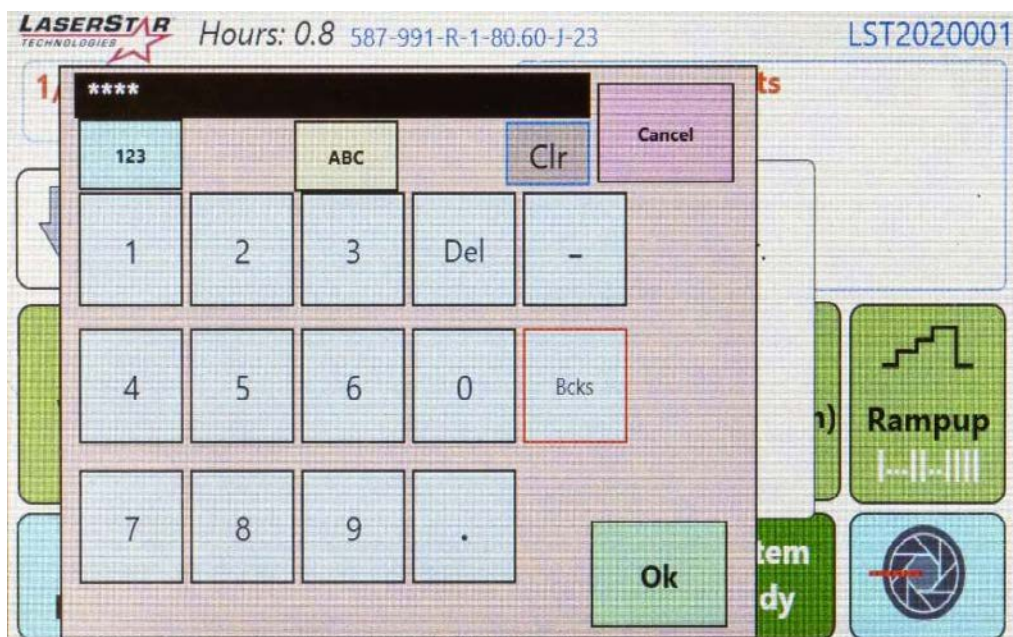 LASERSTAR
TECHNOLOGIES
Hours: 0.8 587-991-R-1-80.60-J-23
LST2020001
1/
ts
****
Cancel
123
ABC
Clr
1
2
3
Del
-
4
5
6
0
Bcks
n)
Rampup
7
8
9
.
Ok
tem
dy